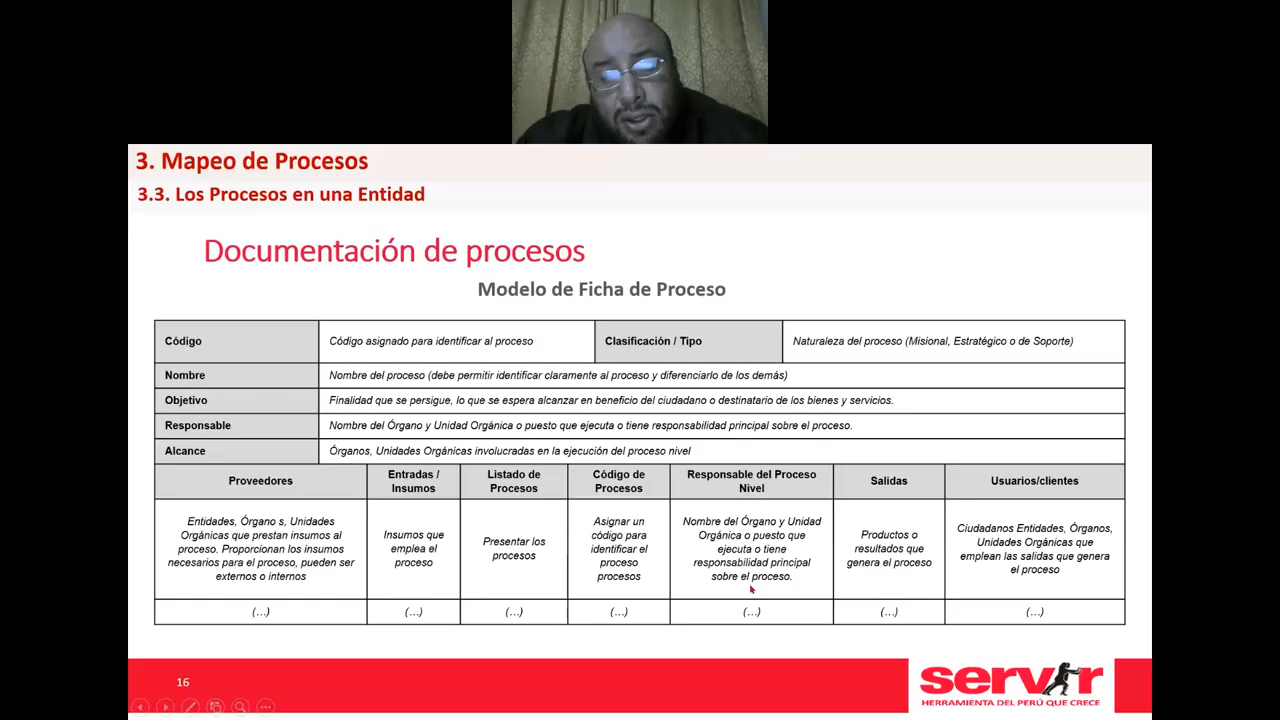 3. Mapeo de Procesos
3.3. Los Procesos en una Entidad
Documentación de procesos
Modelo de Ficha de Proceso
Código
Código asignado para identificar al proceso
Clasificación / Tipo
Naturaleza del proceso (Misional, Estratégico o de Soporte)
Nombre
Nombre del proceso (debe permitir identificar claramente al proceso y diferenciarlo de los demás)
Objetivo
Finalidad que se persigue, lo que se espera alcanzar en beneficio del ciudadano o destinatario de los bienes y servicios.
Responsable
Nombre del Órgano y Unidad Orgánica o puesto que ejecuta o tiene responsabilidad principal sobre el proceso.
Alcance
Órganos, Unidades Orgánicas involucradas en la ejecución del proceso nivel
Proveedores
Entradas /
Insumos
Listado de
Procesos
Código de
Procesos
Responsable del Proceso
Nivel
Salidas
Usuarios/clientes
Entidades, Órgano s, Unidades
Orgánicas que prestan insumos al
proceso. Proporcionan los insumos
necesarios para el proceso, pueden ser
externos o internos
Insumos que
emplea el
proceso
Presentar los
procesos
Asignar un
código para
identificar el
proceso
procesos
Nombre del Órgano y Unidad
Orgánica o puesto que
ejecuta o tiene
responsabilidad principal
sobre el proceso.
Productos o
resultados que
genera el proceso
Ciudadanos Entidades, Órganos,
Unidades Orgánicas que
emplean las salidas que genera
el proceso
(…)
(…)
(…)
(…)
(…)
(…)
(…)
16
servir
HERRAMIENTA DEL PERÚ QUE CRECE